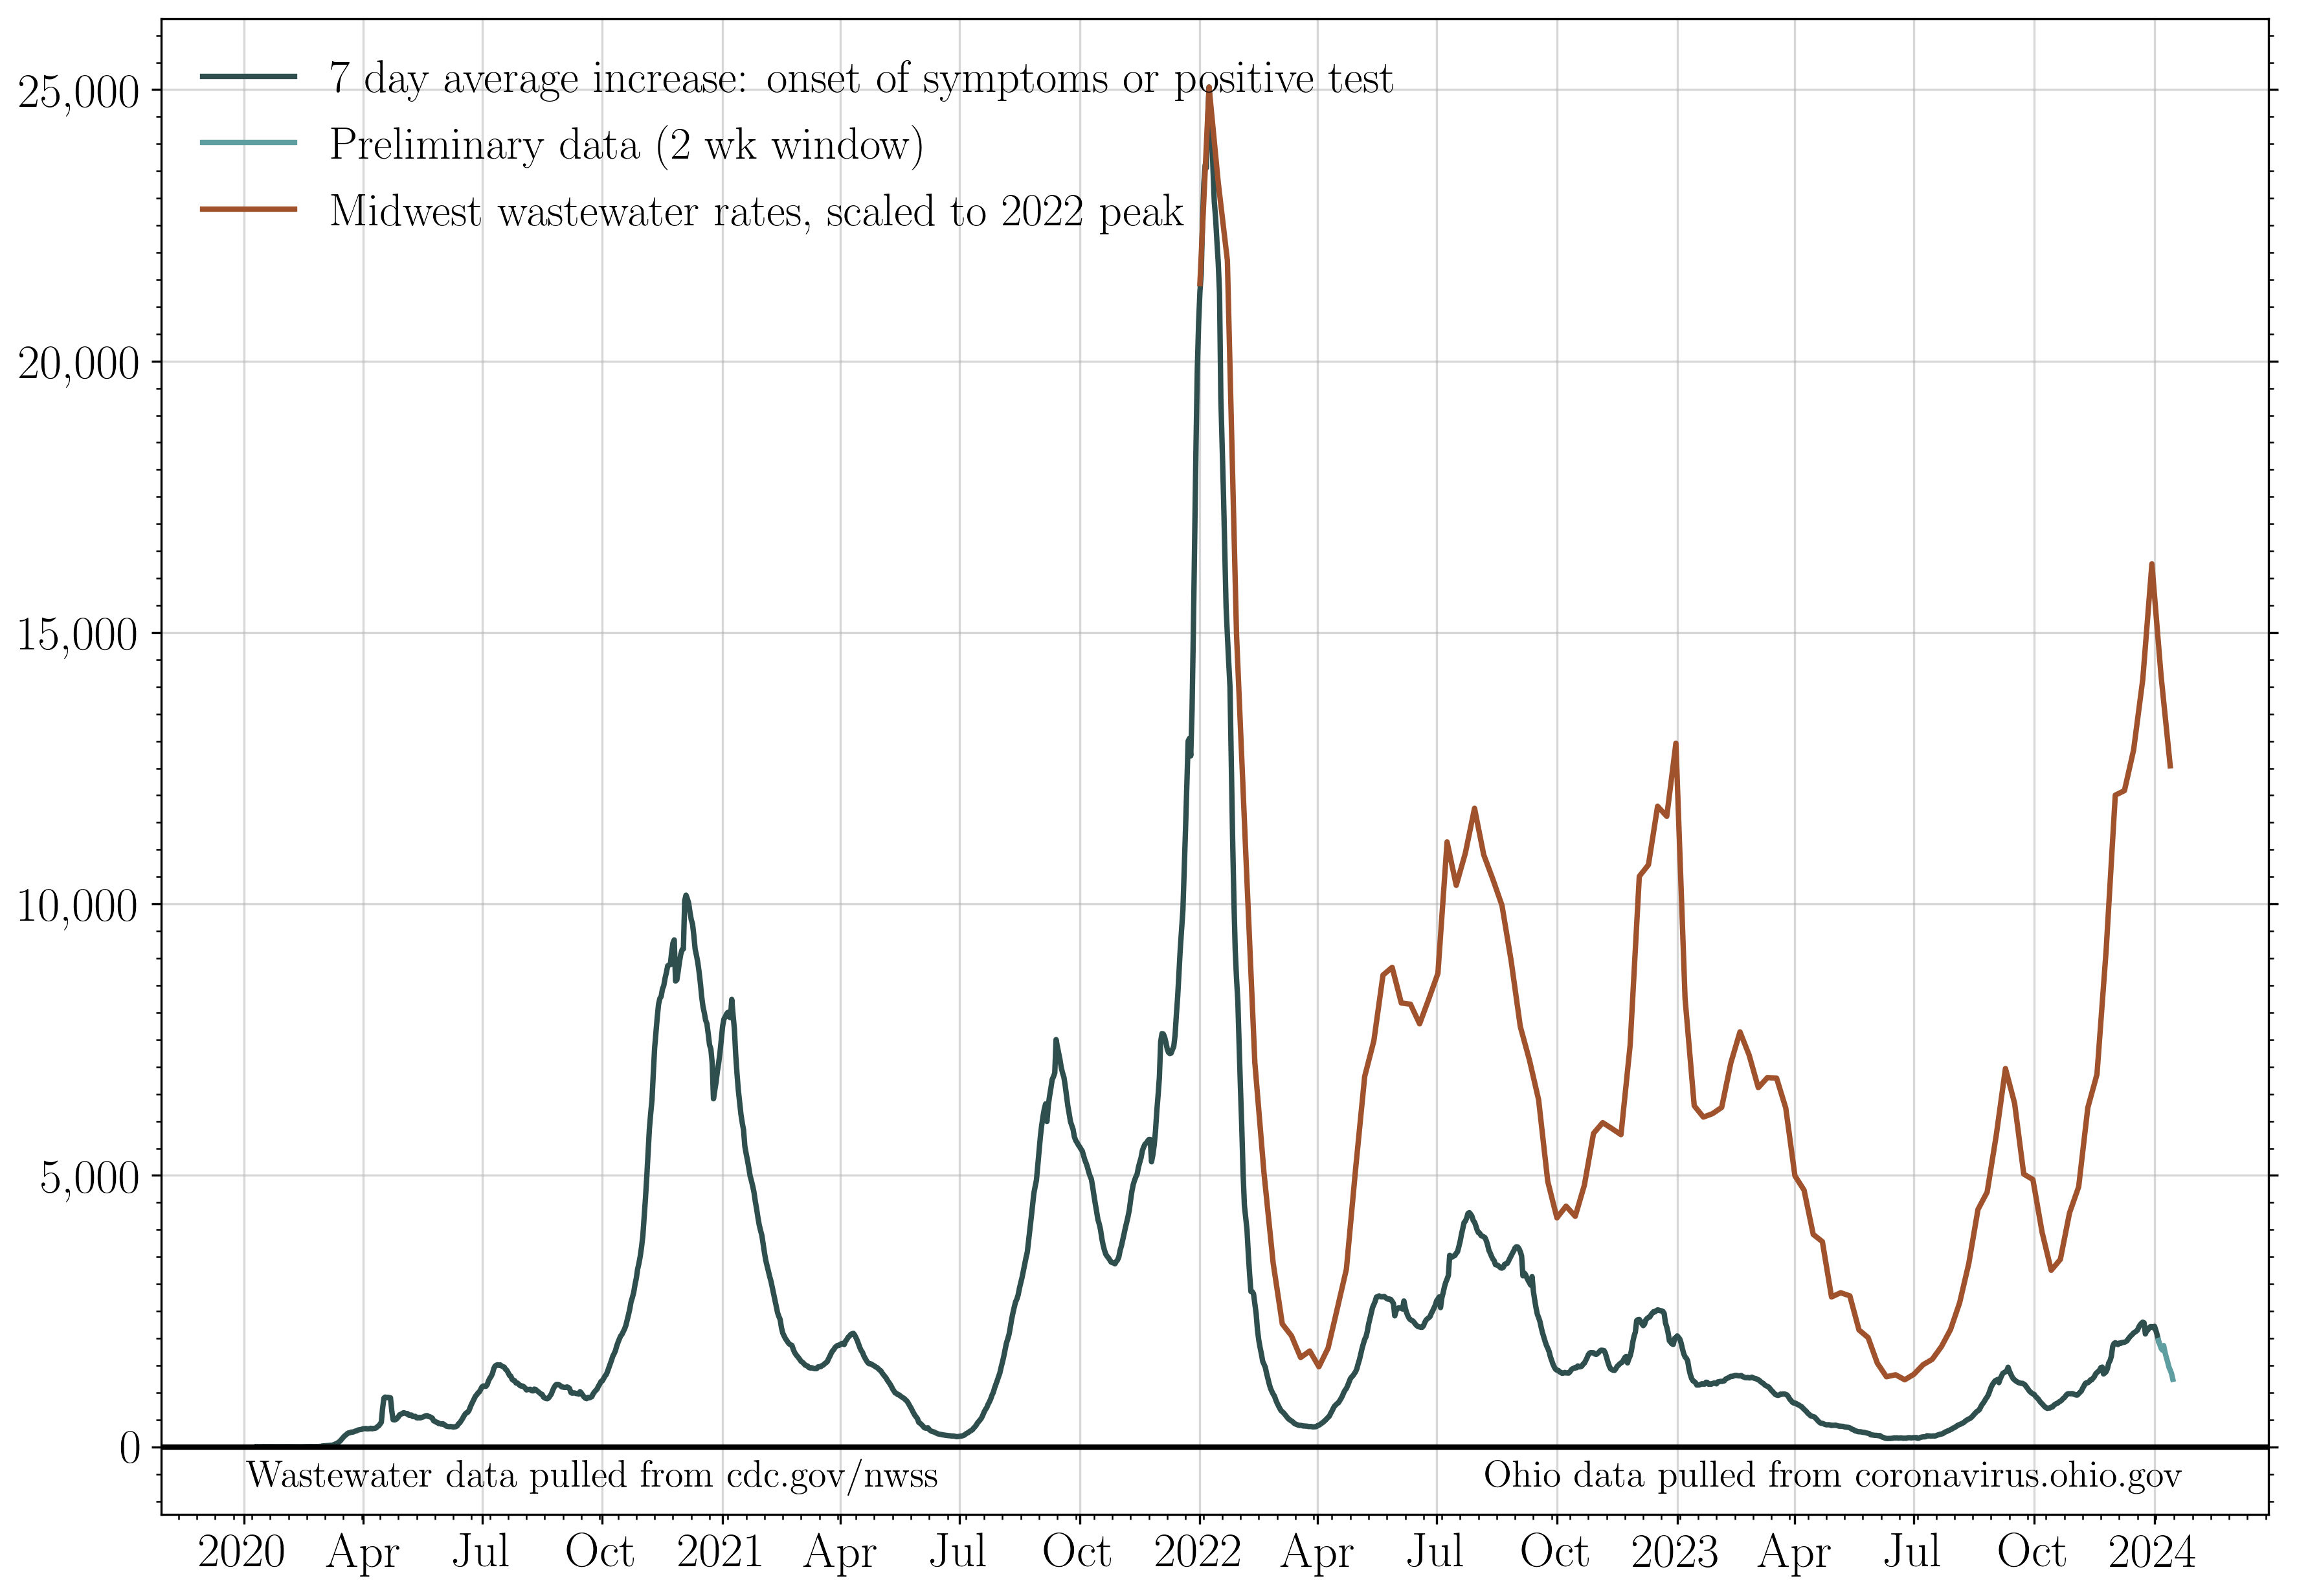 7 day average increase: onset of symptoms or positive test
Preliminary data (2 wk window)
Midwest wastewater rates, scaled to 2022 peak
25,000
20,000
15,000
10,000
5,000
0
Wastewater data pulled from cdc.gov/nwss
Ohio data pulled from coronavirus.ohio.gov
2020 Apr Jul Oct 2021 Apr Jul Oct 2022 Apr Jul Oct 2023 Apr Jul Oct 2024